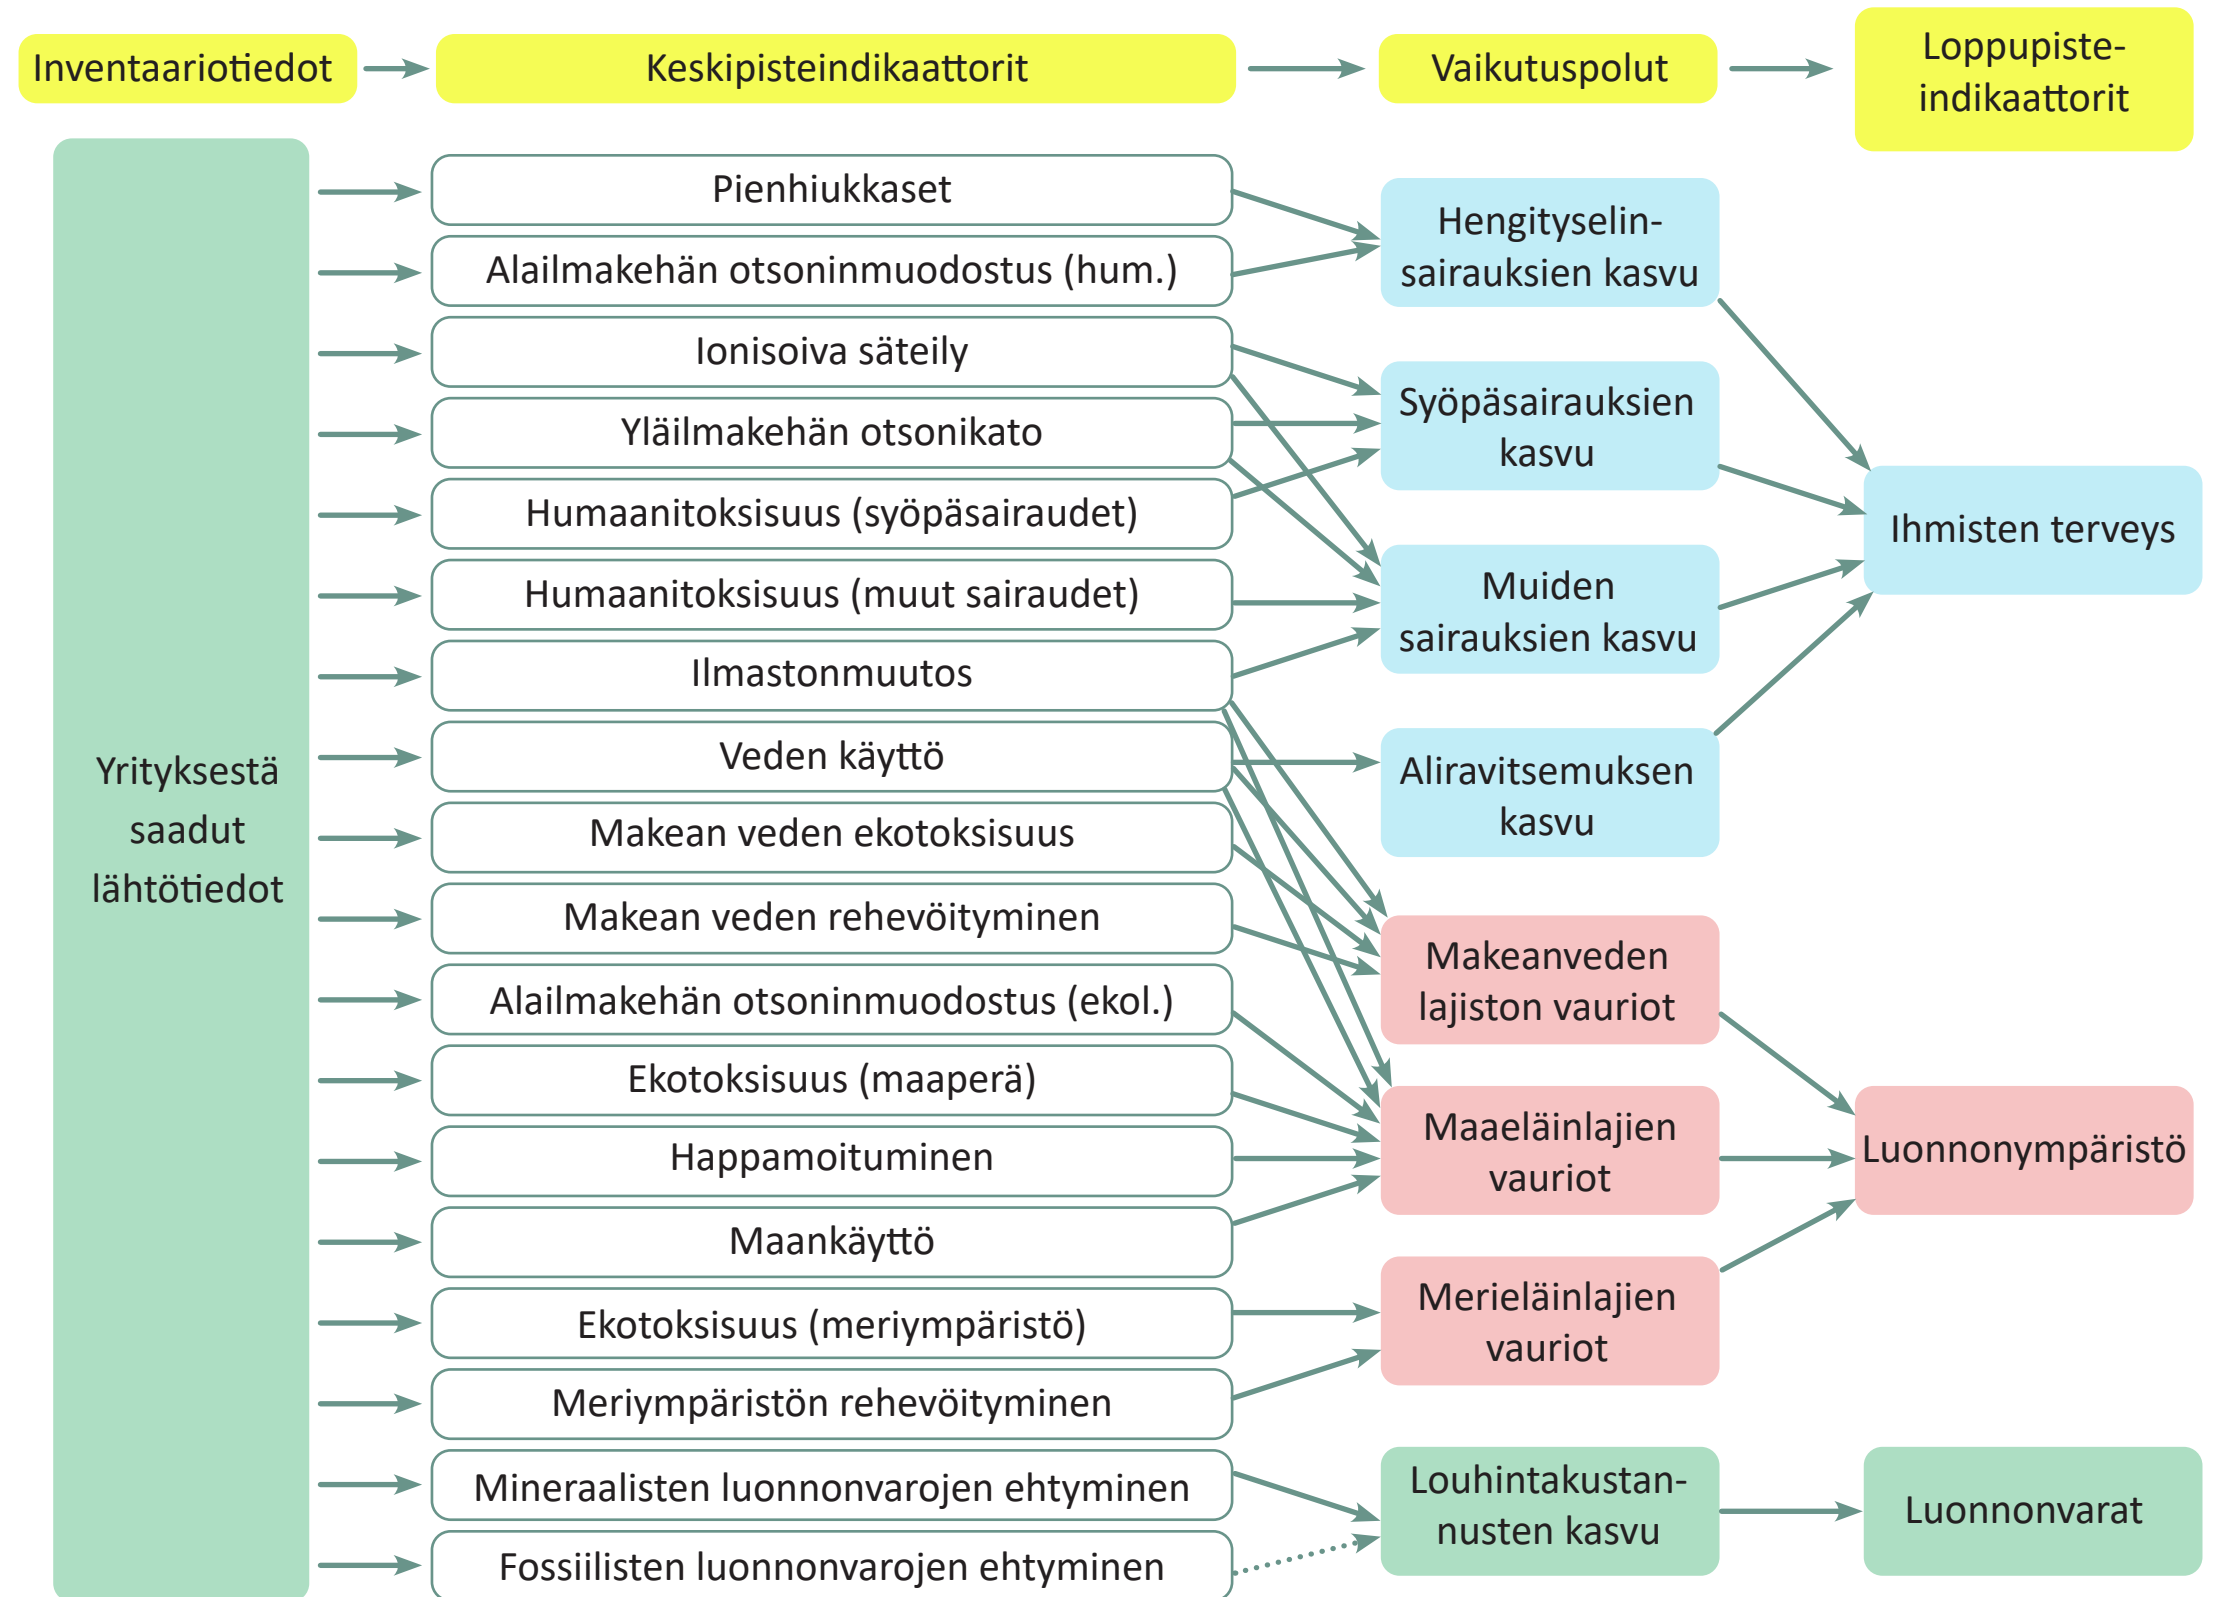 Inventaariotiedot
Keskipisteindikaattorit
Vaikutuspolut
Loppupiste-
indikaattorit
Yrityksestä
saadut
lähtötiedot
Pienhiukkaset
Alailmakehän otsoninmuodostus (hum.)
Ionisoiva säteily
Yläilmakehän otsonikato
Humaanitoksisuus (syöpäsairaudet)
Humaanitoksisuus (muut sairaudet)
Ilmastonmuutos
Veden käyttö
Makean veden ekotoksisuus
Makean veden rehevöityminen
Alailmakehän otsoninmuodostus (ekol.)
Ekotoksisuus (maaperä)
Happamoituminen
Maankäyttö
Ekotoksisuus (meriympäristö)
Meriympäristön rehevöityminen
Mineraalisten luonnonvarojen ehtyminen
Fossiilisten luonnonvarojen ehtyminen
Hengityselin-
sairauksien kasvu
Syöpäsairauksien
kasvu
Muiden
sairauksien kasvu
Aliravitsemuksen
kasvu
Makeanveden
lajiston vauriot
Maaeläinlajien
vauriot
Merieläinlajien
vauriot
Louhintakustan-
nusten kasvu
Ihmisten terveys
Luonnonympäristö
Luonnonvarat